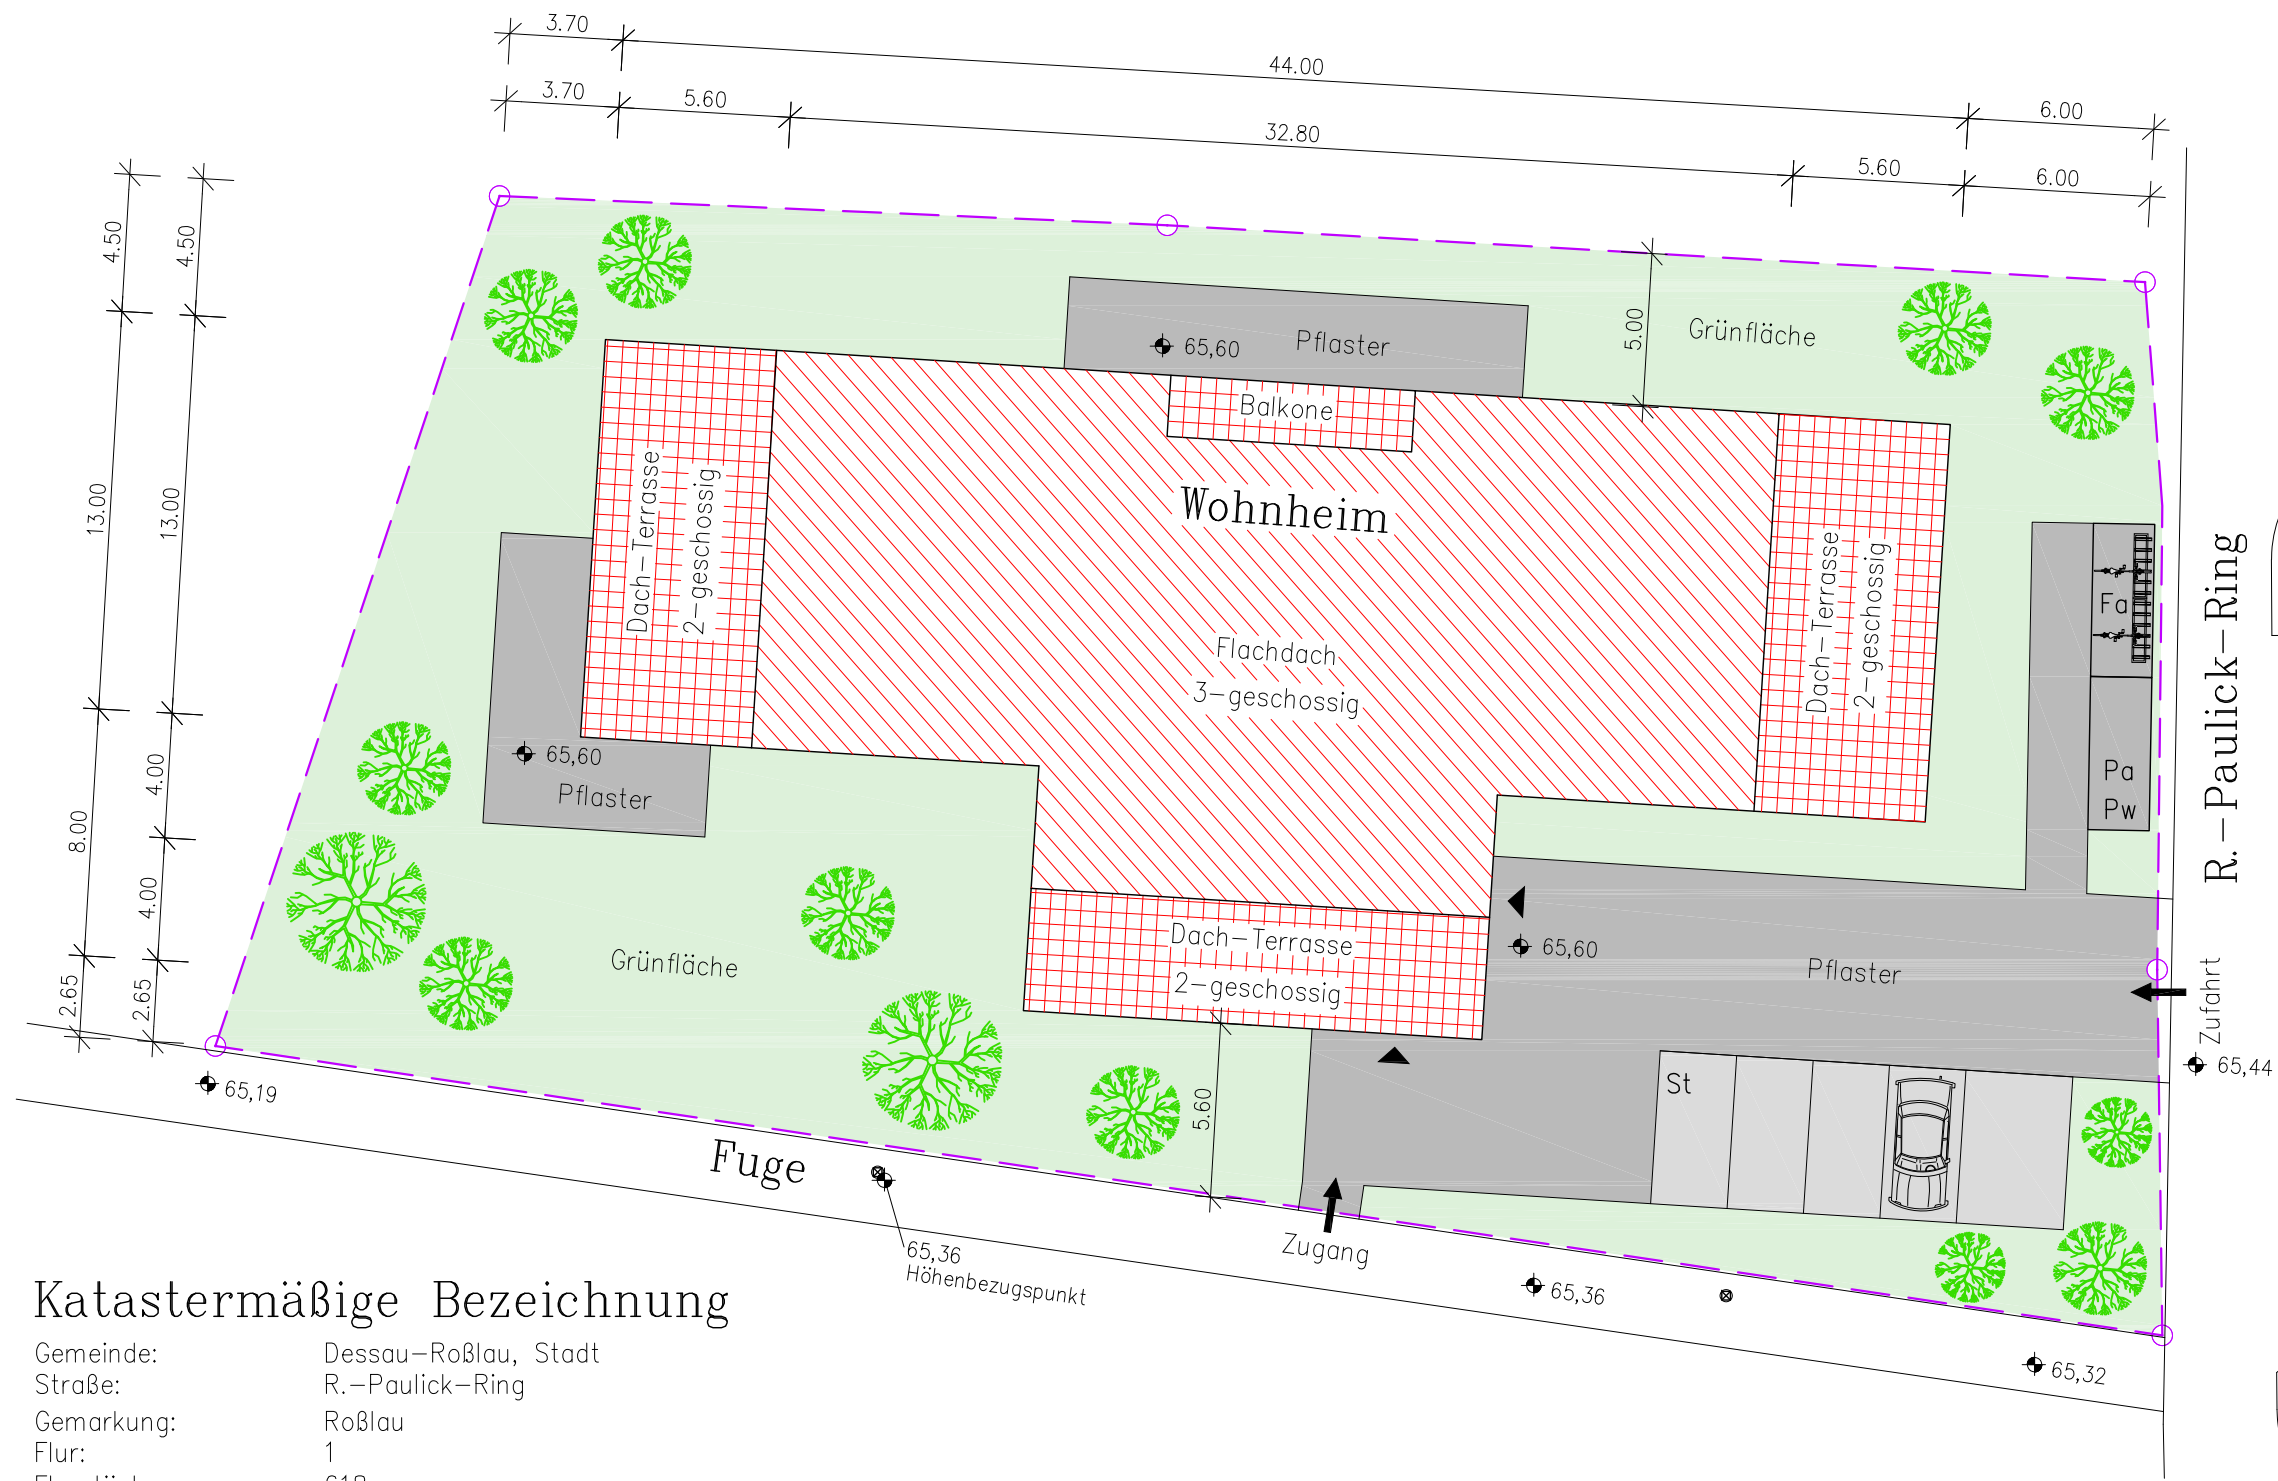 3.70
44.00
6.00
3.70
5.60
32.80
5.60
6.00
4.50
4.50
13.00
13.00
4.00
8.00
4.00
2.65
2.65
5.00
Grünfläche
65,60
Pflaster
Balkone
Wohnheim
Dach-Terrasse
2-geschossig
Flachdach
3-geschossig
Dach-Terrasse
2-geschossig
Fa
Pa
Pw
R.-Paulick-Ring
65,60
Pflaster
Grünfläche
Dach-Terrasse
2-geschossig
65,60
Pflaster
Zufahrt
65,44
St
5.60
65,19
Fuge
65,36
Höhenbezugspunkt
Zugang
65,36
65,32
Katastermäßige Bezeichnung
Gemeinde: Dessau-Roßlau, Stadt
Straße: R.-Paulick-Ring
Gemarkung: Roßlau
Flur: 1